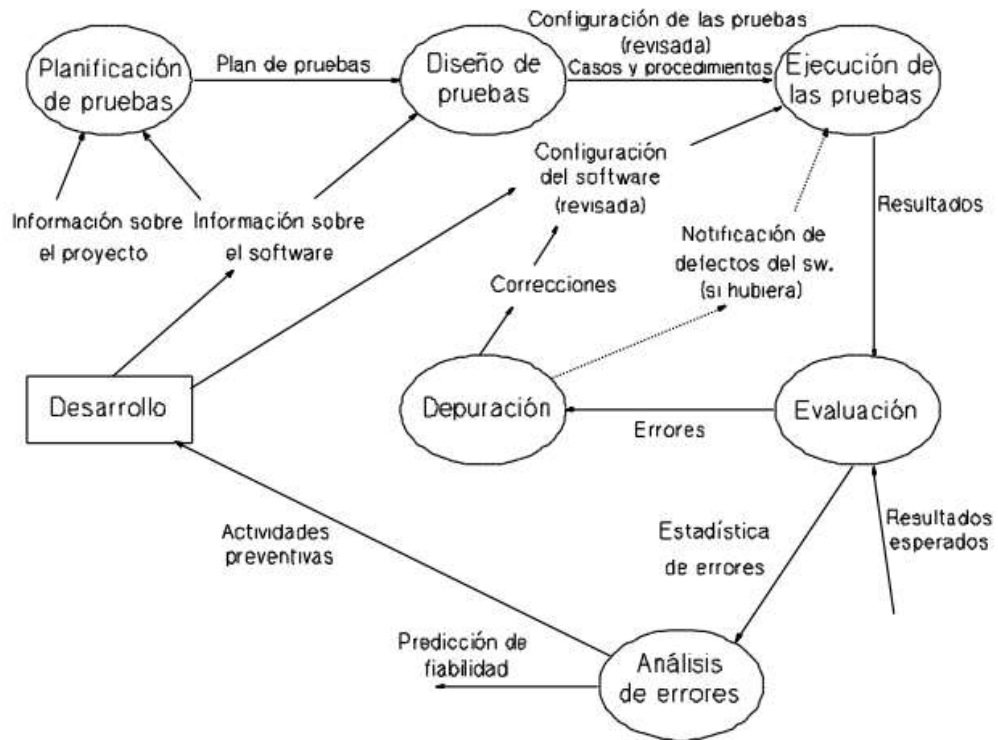 Planificación
de pruebas
Plan de pruebas
Diseño de
pruebas
Configuración de las pruebas
(revisada)
Casos y procedimientos
Ejecución de
las pruebas
Información sobre
el proyecto
Información sobre
el software
Configuración
del software
(revisada)
Resultados
Notificación de
defectos del sw.
(si hubiera)
Correcciones
Desarrollo
Depuración
Errores
Evaluación
Actividades
preventivas
Estadística
de errores
Resultados
esperados
Predicción de
fiabilidad
Análisis
de errores